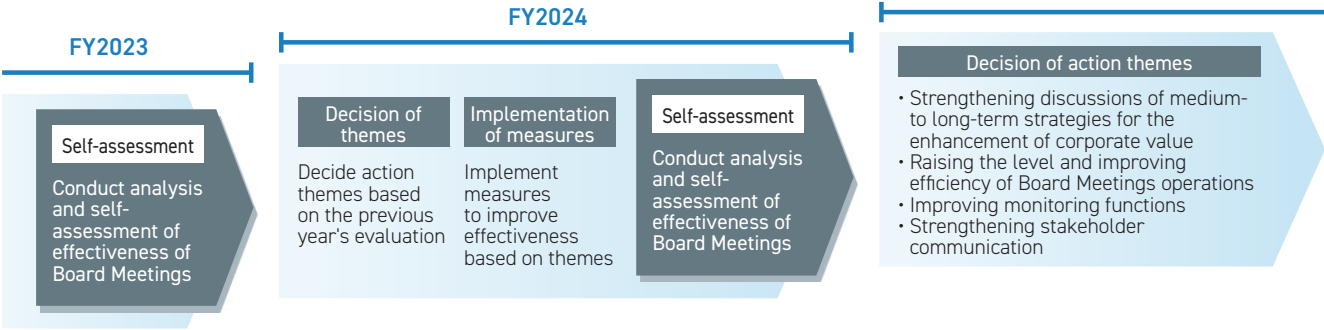 FY2023
Self-assessment
Conduct analysis
and self-
assessment of
effectiveness of
Board Meetings
FY2024
Decision of
themes
Decide action
themes based
on the previous
year's evaluation
Implementation
of measures
Implement
measures
to improve
effectiveness
based on themes
Self-assessment
Conduct analysis
and self-
assessment of
effectiveness of
Board Meetings
Decision of action themes
・Strengthening discussions of medium-
to long-term strategies for the
enhancement of corporate value
・Raising the level and improving
efficiency of Board Meetings operations
・Improving monitoring functions
・Strengthening stakeholder
communication